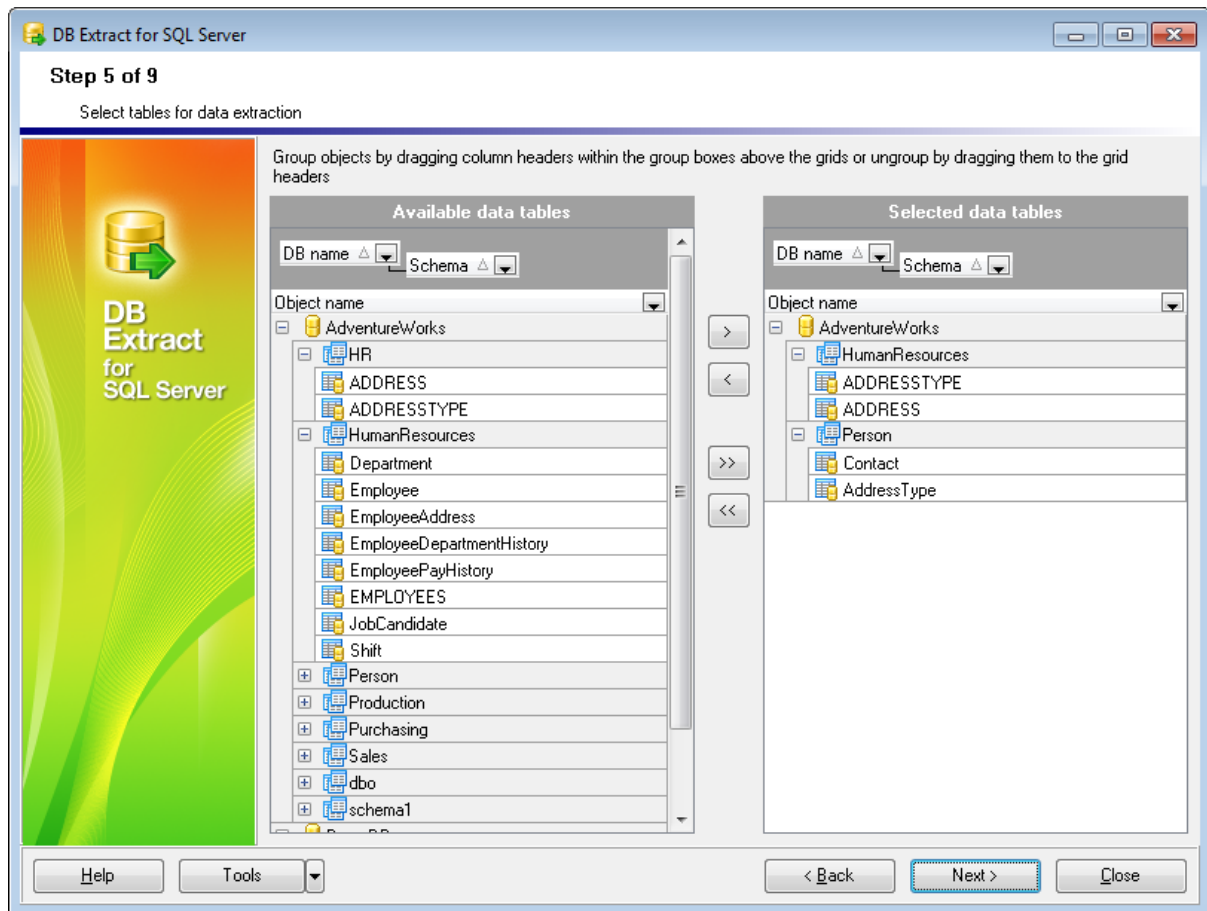 DB Extract for SQL Server
Step 5 of 9
Select tables for data extraction
Group objects by dragging column headers within the group boxes above the grids or ungroup by dragging them to the grid
headers
DB
Extract
for
SQL Server
Available data tables
DB name
Schema
Object name
AdventureWorks
HR
ADDRESS
ADDRESSTYPE
HumanResources
Department
Employee
EmployeeAddress
EmployeeDepartmentHistory
EmployeePayHistory
EMPLOYEES
JobCandidate
Shift
Person
Production
Purchasing
Sales
dbo
schema1
>
<
>>
<<
Selected data tables
DB name
Schema
Object name
AdventureWorks
HumanResources
ADDRESSTYPE
ADDRESS
Person
Contact
AddressType
Help
Tools
< Back
Next >
Close